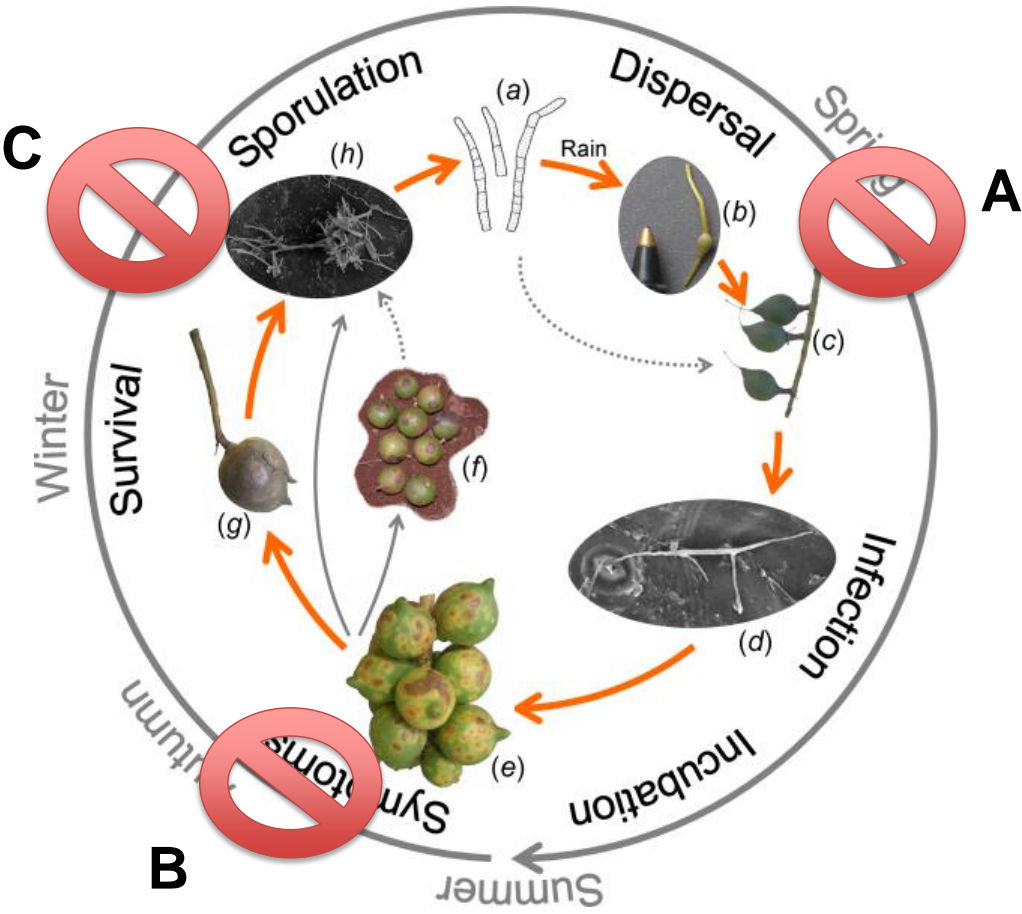 Sporulation
(a)
Dispersal
Spring
C
(h)
Rain
(b)
A
(c)
Winter
Survival
(f)
(g)
Infection
(d)
Autumn
Symptoms
(e)
Incubation
B
Summer